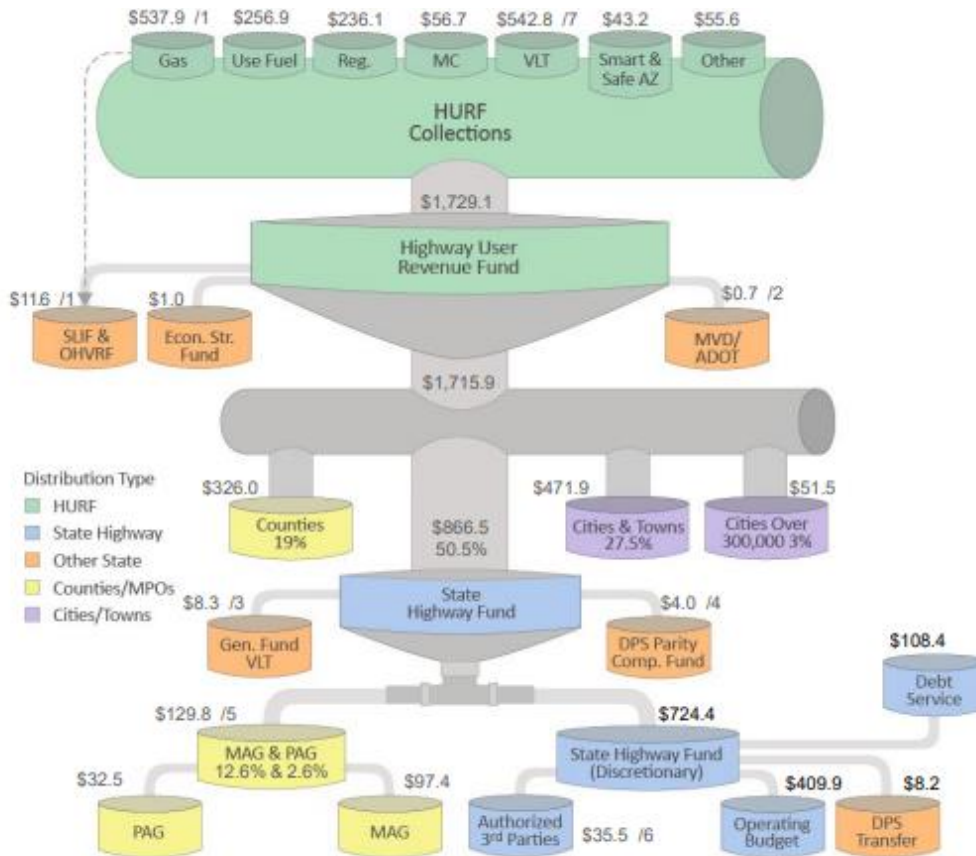 $537.9 /1 $256.9 $236.1 $56.7 $542.8 /7 $43.2 $55.6
Gas Use Fuel Reg. MC VLT Smart & Safe AZ Other
HURF
Collections
$1,729.1
Highway User
Revenue Fund
$11.6 /1 $1.0 $0.7 /2
SLIF &
OHVRF
Econ. Str.
Fund
MVD/
ADOT
$1,715.9
Distribution Type
HURF
State Highway
Other State
Counties/MPOs
Cities/Towns
$326.0
Counties
19%
$866.5
50.5%
$471.9
Cities & Towns
27.5%
$51.5
Cities Over
300,000 3%
State
Highway Fund
$8.3 /3
Gen. Fund
VLT
$4.0 /4
DPS Parity
Comp. Fund
$108.4
Debt
Service
$129.8 /5
MAG & PAG
12.6% & 2.6%
$724.4
State Highway Fund
(Discretionary)
$32.5
PAG
$97.4
MAG
Authorized
3rd Parties
$35.5 /6
$409.9
Operating
Budget
$8.2
DPS
Transfer